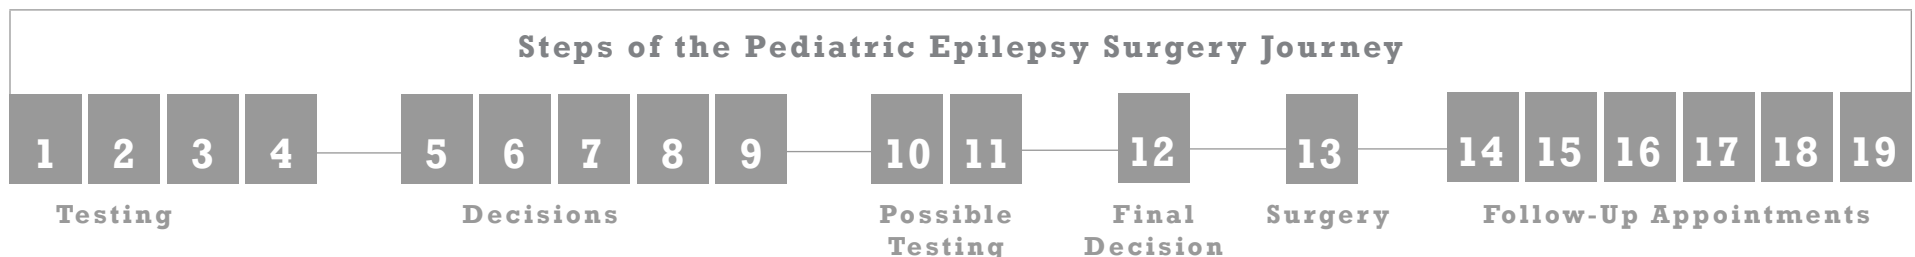 Steps of the Pediatric Epilepsy Surgery Journey
1 2 3 4 5 6 7 8 9 10 11 12 13 14 15 16 17 18 19
Testing Decisions Possible Final Surgery Follow-Up Appointments
Testing Decision